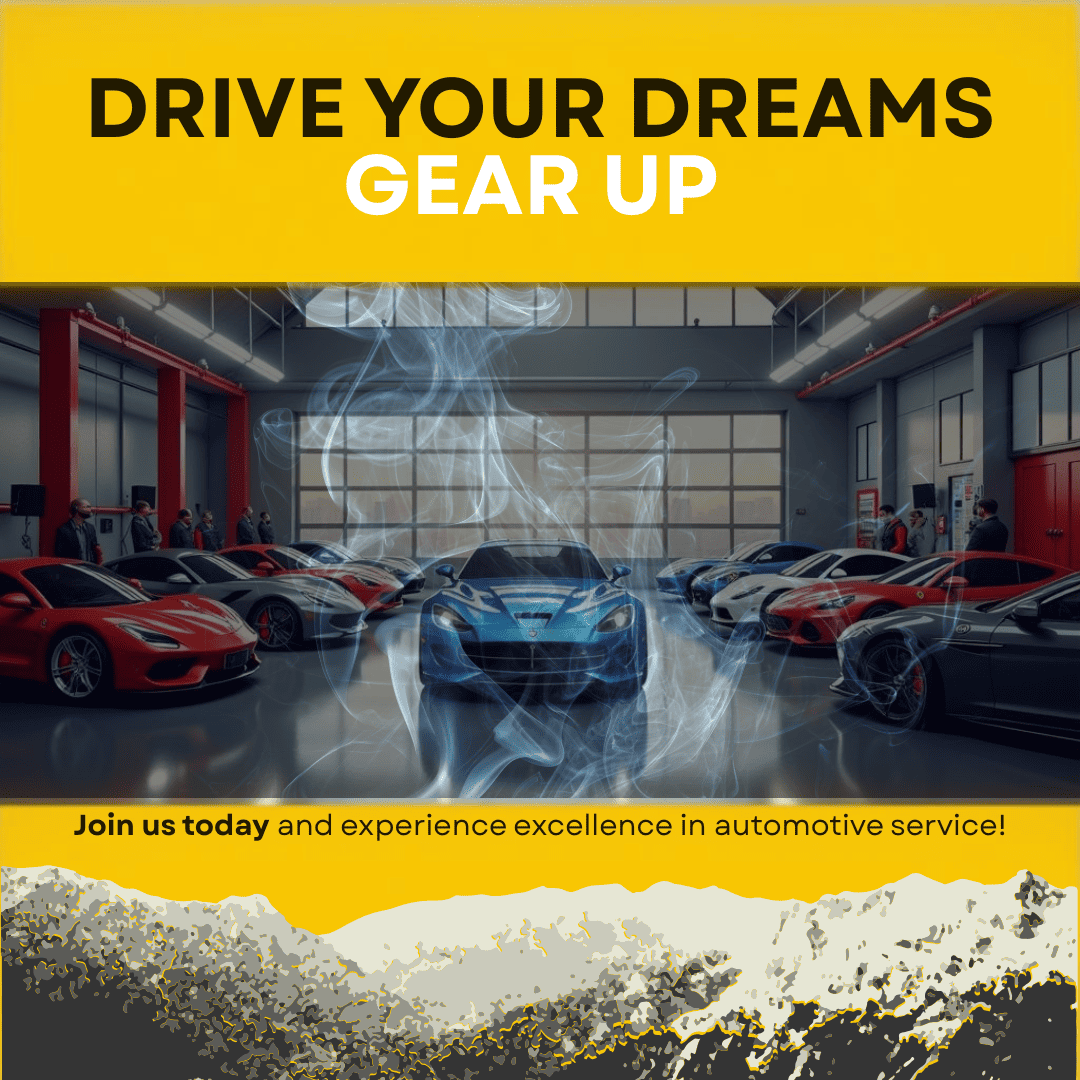 DRIVE YOUR DREAMS
GEAR UP
Join us today and experience excellence in automotive service!